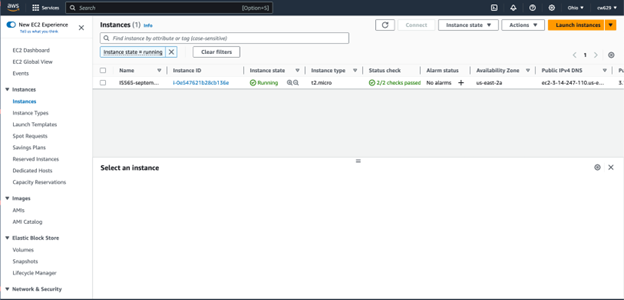 aws
Services
Search
[Option+S]
Ohio
rw629
New EC2 Experience
Tell us what you think
EC2 Dashboard
EC2 Global View
Events
Instances
Instances
Instance Types
Launch Templates
Spot Requests
Savings Plans
Reserved Instances
Dedicated Hosts
Capacity Reservations
Images
AMIs
AMI Catalog
Elastic Block Store
Volumes
Snapshots
Lifecycle Manager
Network & Security
Instances (1) Info
Connect
Instance state
Actions
Launch instances
Find instance by attribute or tag (case-sensitive)
Instance state = running
Clear filters
1
Name Instance ID Instance state Instance type Status check Alarm status Availability Zone Public IPv4 DNS
IS565-septem... i-0a547621b28cb136e Running t2.micro 2/2 checks passed No alarms us-east-2a ec2-3-14-247-110.us-e... 3.
Select an instance